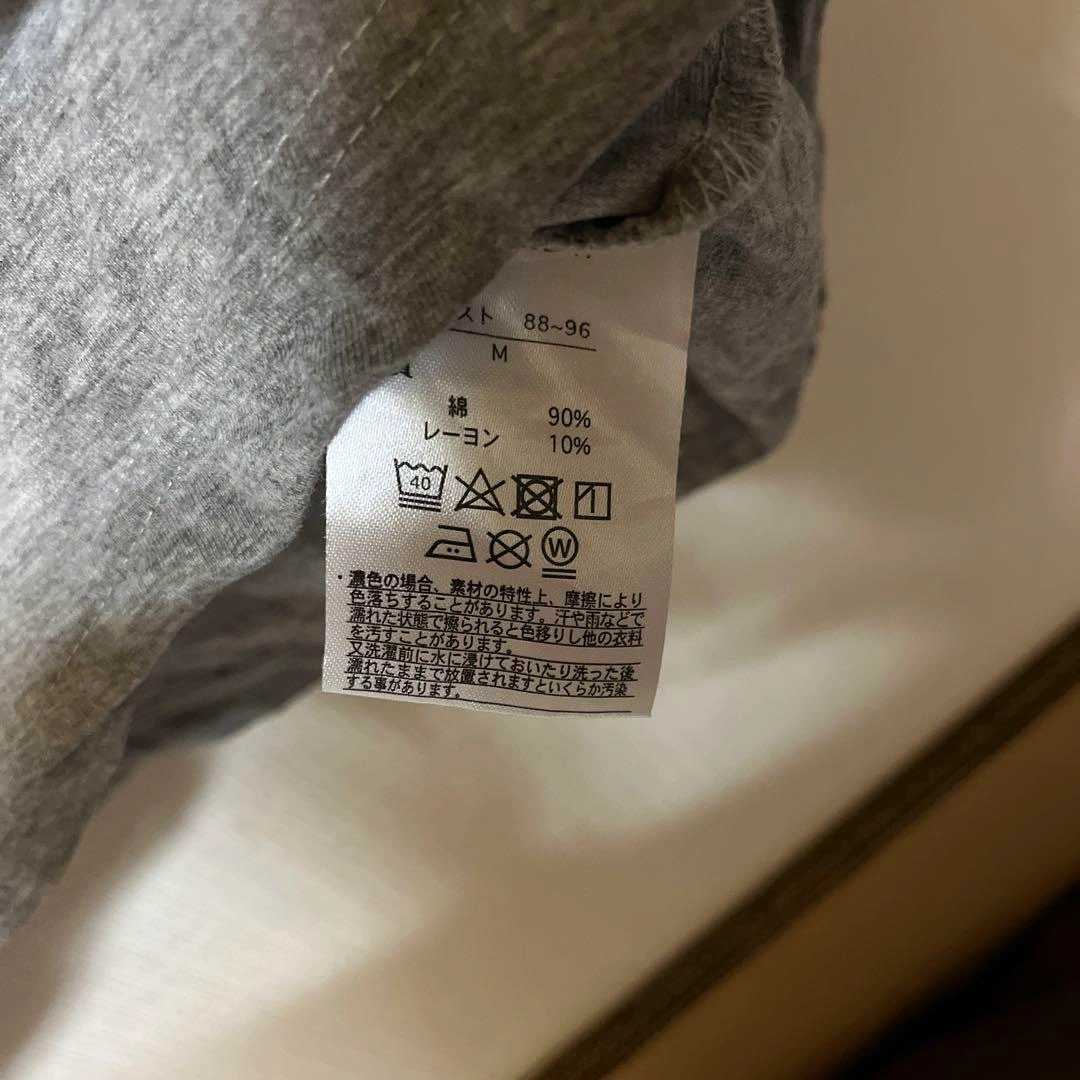 スト 88~96
M
綿 90%
レーヨン 10%
40
W
・濃色の場合、素材の特性上、摩擦により
色落ちすることがあります。汗や雨などで
濡れた状態で擦られると色移りし他の衣料
を汚すことがあります。
又洗濯前に水に浸けておいたり洗った後
濡れたままで放置されますといくらか汚染
する事があります。